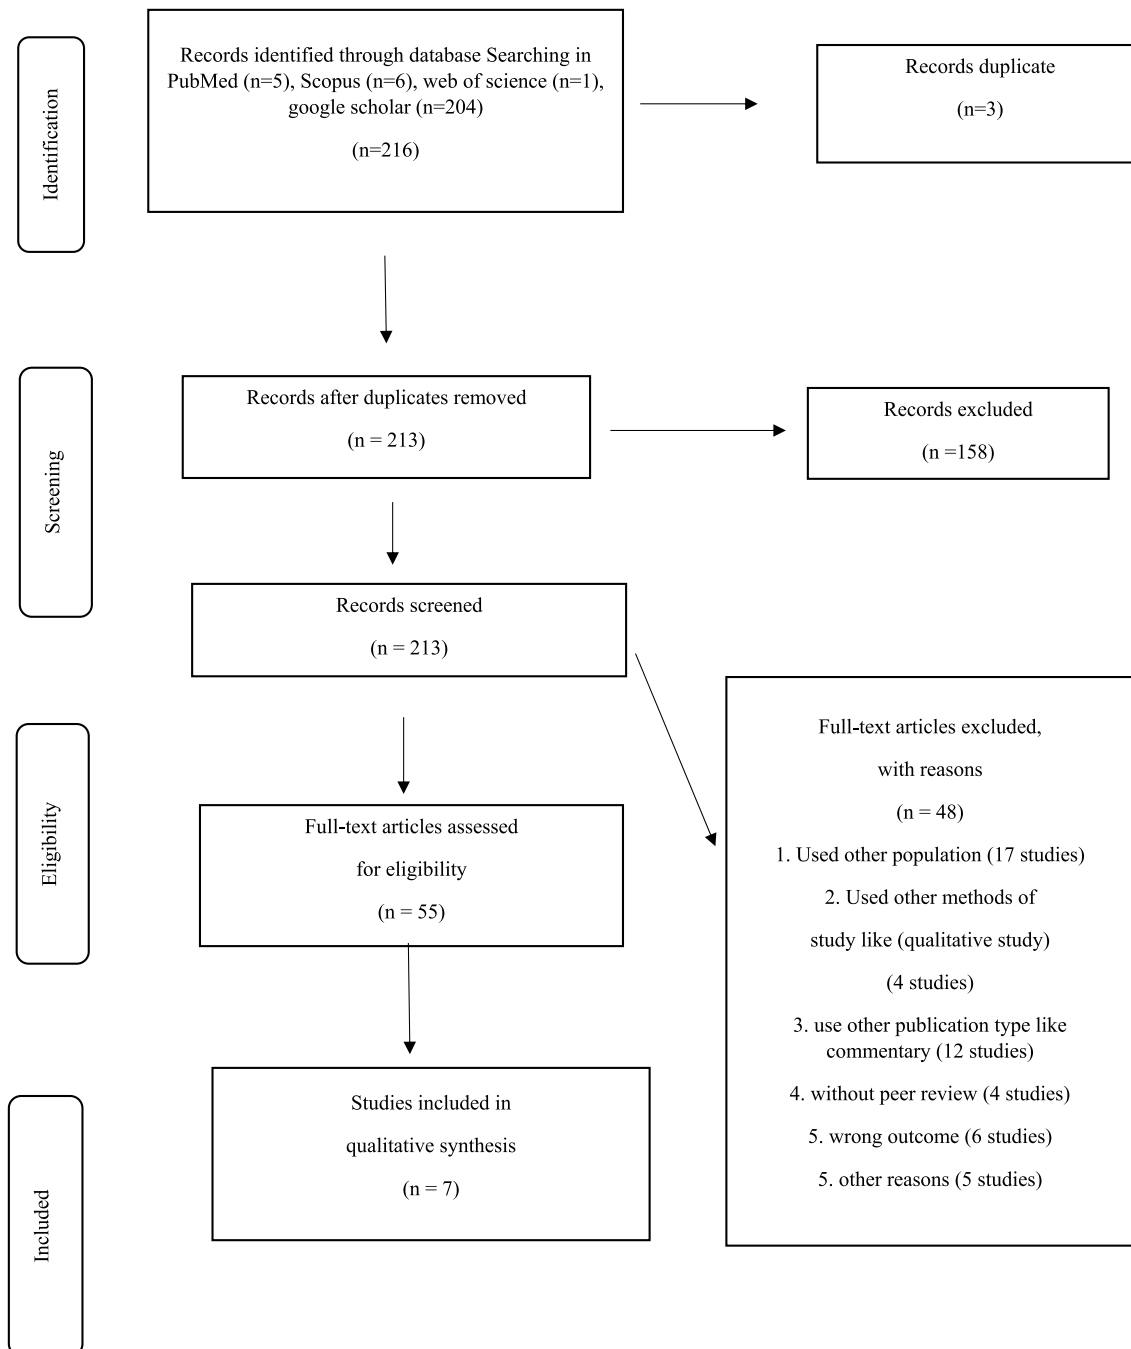 Identification
Records identified through database Searching in
PubMed (n=5), Scopus (n=6), web of science (n=1),
google scholar (n=204)
(n=216)
Records duplicate
(n=3)
Screening
Records after duplicates removed
(n = 213)
Records excluded
(n =158)
Records screened
(n = 213)
Eligibility
Full-text articles assessed
for eligibility
(n = 55)
Full-text articles excluded,
with reasons
(n = 48)
1. Used other population (17 studies)
2. Used other methods of
study like (qualitative study)
(4 studies)
3. use other publication type like
commentary (12 studies)
4. without peer review (4 studies)
5. wrong outcome (6 studies)
5. other reasons (5 studies)
Included
Studies included in
qualitative synthesis
(n = 7)